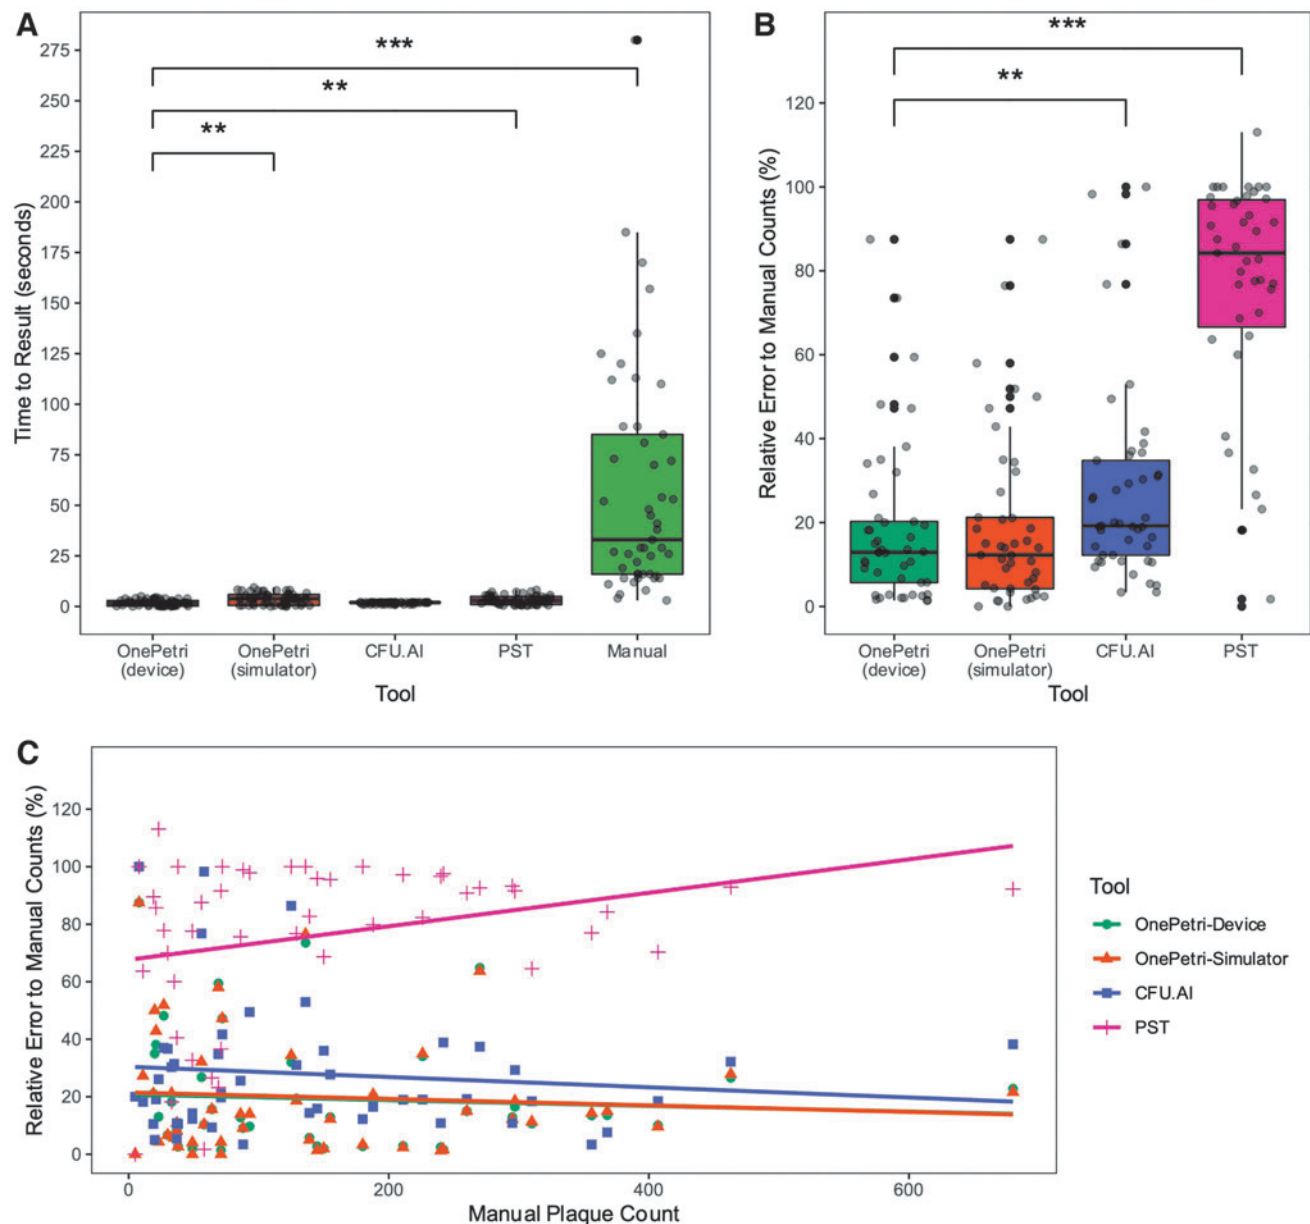 A
Time to Result (seconds)
275
250
225
200
175
150
125
100
75
50
25
0
***
**
**
OnePetri
(device)
OnePetri
(simulator)
CFU.AI
PST
Manual
Tool
B
Relative Error to Manual Counts (%)
120
100
80
60
40
20
0
***
**
OnePetri
(device)
OnePetri
(simulator)
CFU.AI
PST
Tool
C
Relative Error to Manual Counts (%)
120
100
80
60
40
20
0
0
200
400
600
Manual Plaque Count
Tool
OnePetri-Device
OnePetri-Simulator
CFU.AI
PST